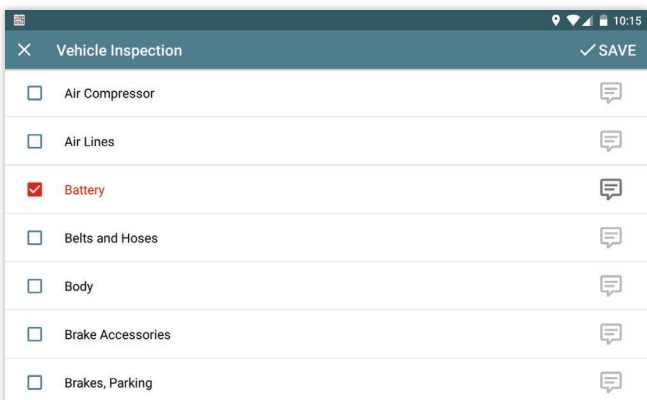 10:15
Vehicle Inspection
SAVE
Air Compressor
Air Lines
Battery
Belts and Hoses
Body
Brake Accessories
Brakes, Parking